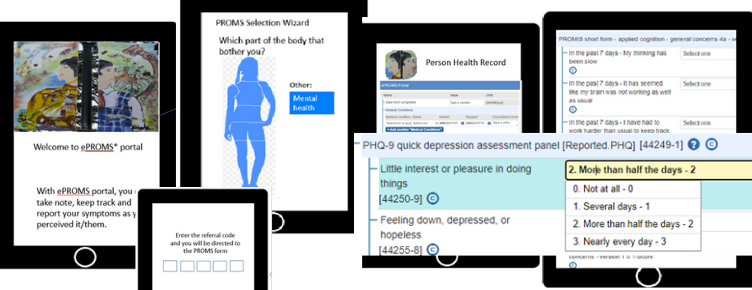 Welcome to ePROMS* portal
With ePROMS portal, you
take note, keep track and
report your symptoms as y
perceived it/them.
Enter the referral code
and you will be directed to
the PROMS form
PROMS Selection Wizard
Which part of the body that
bother you?
Other:
Mental
health
Person Health Record
ePROMS Portal
Name
Value
Units
Medical Conditions
PROMIS short form - applied cognition - general concerns 4a -
In the past 7 days - My thinking has
been slow
Select one
In the past 7 days - It has seemed
like my brain was not working as well
as usual
Select one
In the past 7 days - I have had to
work harder than usual to keep track
Select one
PHQ-9 quick depression assessment panel [Reported.PHQ] [44249-1] ? C
Little interest or pleasure in doing
things
[44250-9] C
2. More than half the days - 2
0. Not at all - 0
1. Several days - 1
2. More than half the days - 2
3. Nearly every day - 3
Feeling down, depressed, or
hopeless
[44255-8] C